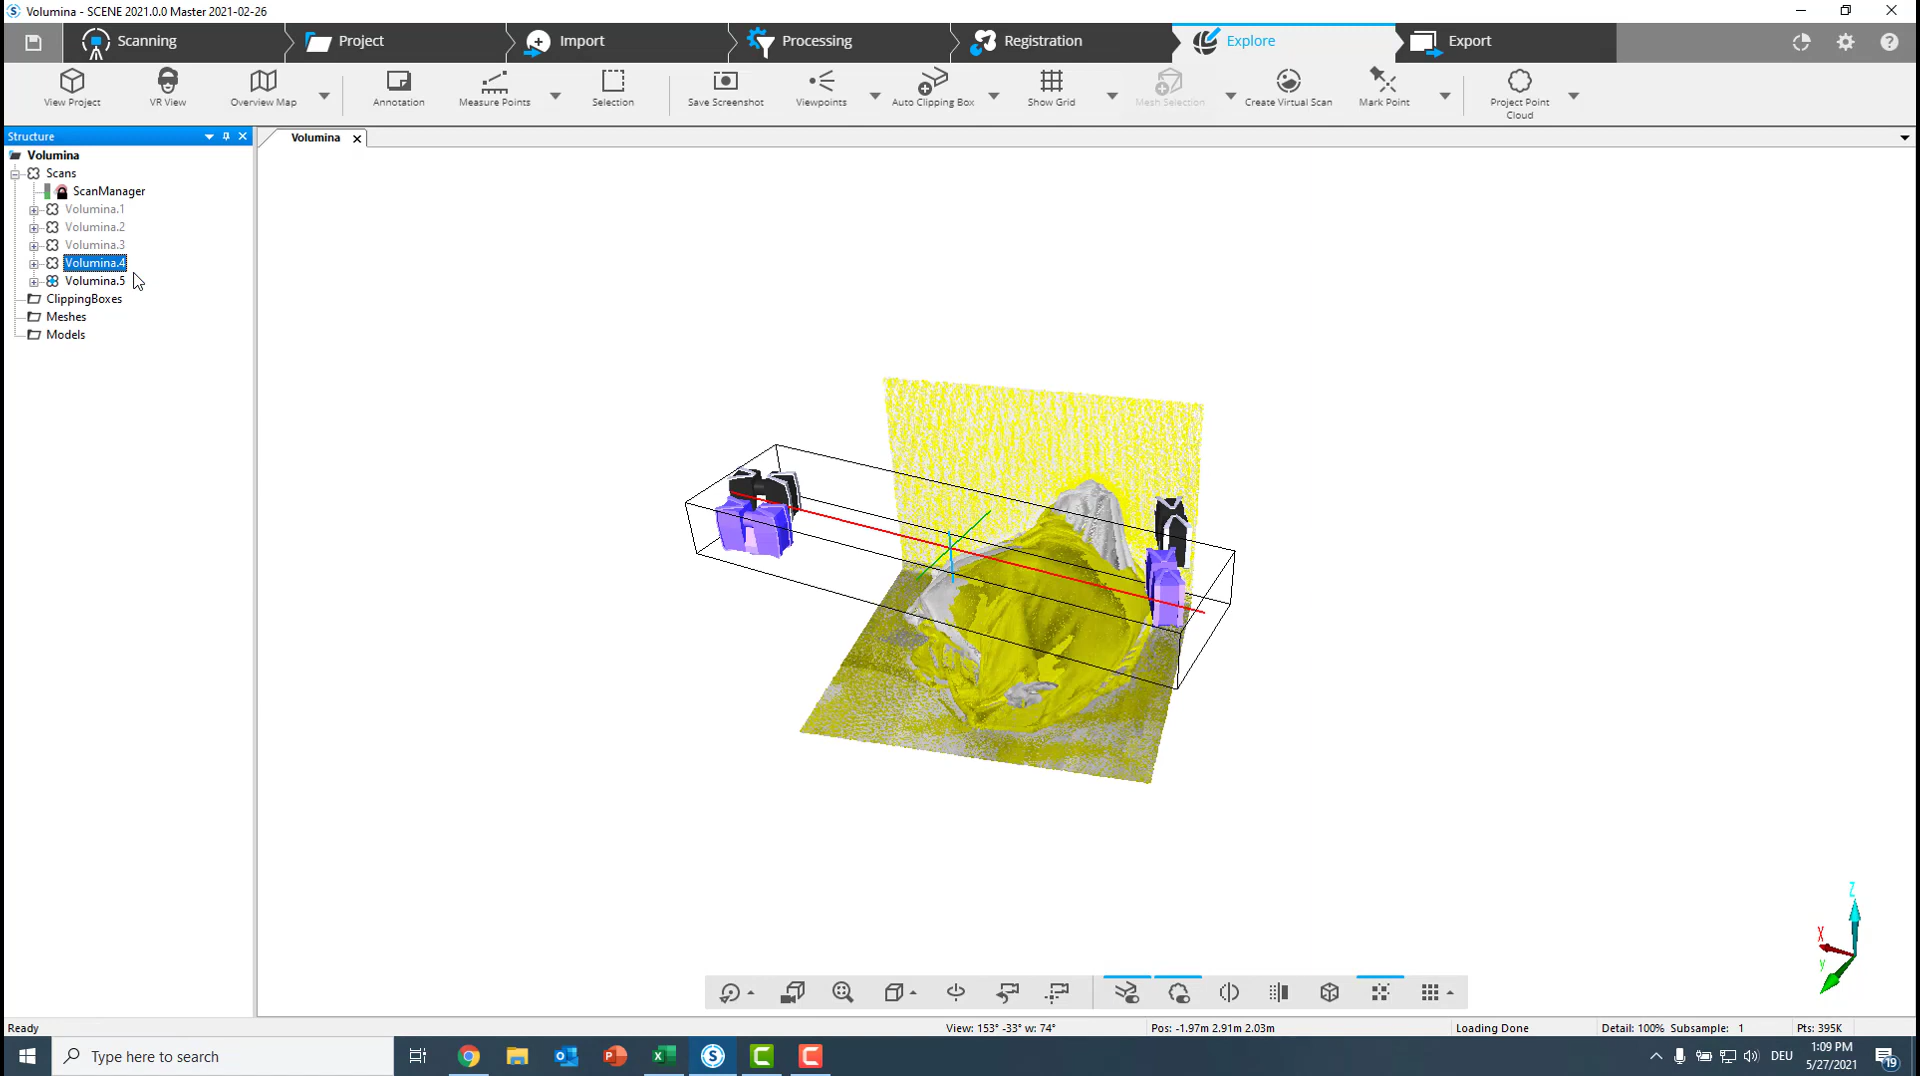 Volumina - SCENE 2021.0.0 Master 2021-02-26
Scanning
Project
Import
Processing
Registration
Explore
Export
View Project
VR View
Overview Map
Annotation
Measure Points
Selection
Save Screenshot
Viewpoints
Auto Clipping Box
Show Grid
Mesh Selection
Create Virtual Scan
Mark Point
Project Point
Cloud
Structure
Volumina
Volumina
Scans
ScanManager
Volumina.1
Volumina.2
Volumina.3
Volumina.4
Volumina.5
ClippingBoxes
Meshes
Models
Z
X
y
Ready
View: 153° -33° w: 74°
Pos: -1.97m 2.91m 2.03m
Loading Done
Detail: 100% Subsample: 1
Pts: 395K
Type here to search
DEU
1:09 PM
5/27/2021
19